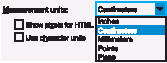 Measurement units: Centimeters
Inches
Show pixels for HTML Centimeters
Millimeters
Use character units Points
Picas